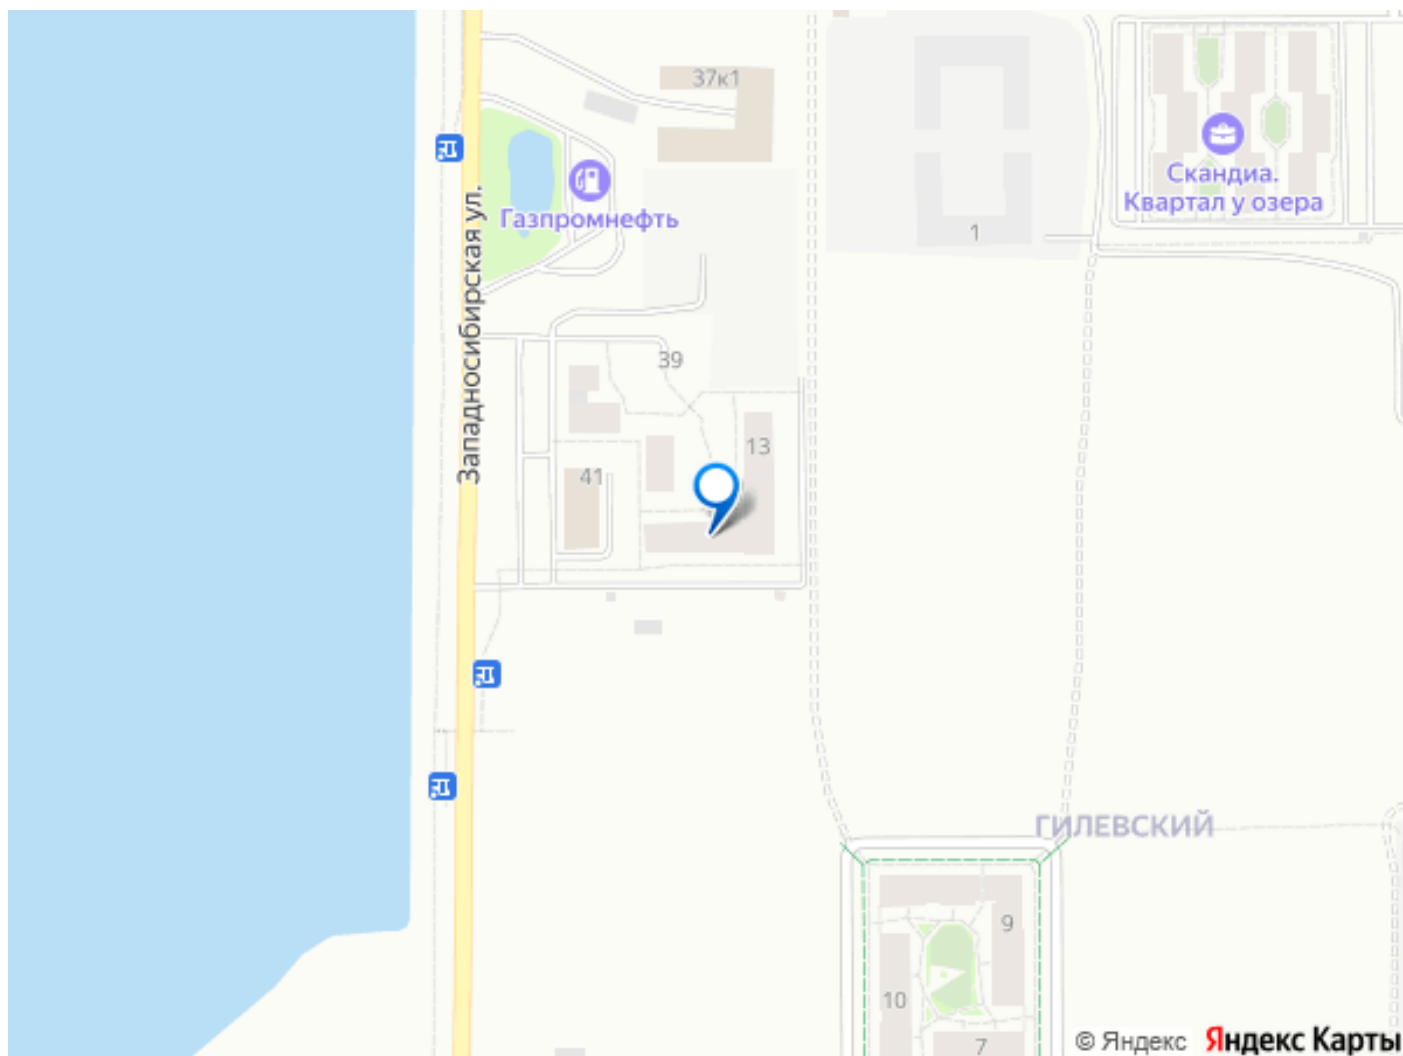 37к1
Газпромнефть
Западносибирская ул.
Скандиа.
Квартал у озера
1
39
13
41
ГИЛЕВСКИЙ
9
10
7
© Яндекс Яндекс Карты